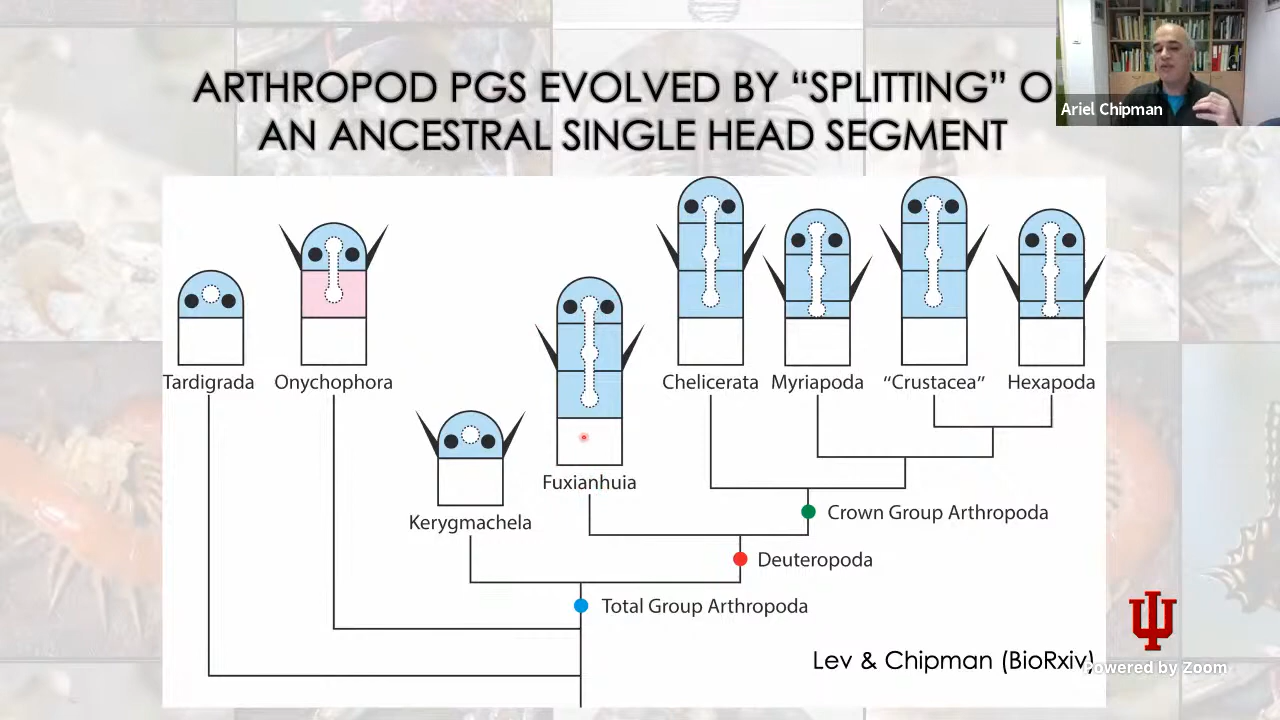 ARTHROPOD PGS EVOLVED BY “SPLITTING” O
AN ANCESTRAL SINGLE HEAD SEGMENT
Ariel Chipman
Tardigrada
Onychophora
Chelicerata
Myriapoda
“Crustacea”
Hexapoda
Fuxianhuia
Kerygmachela
Crown Group Arthropoda
Deuteropoda
Total Group Arthropoda
Lev & Chipman (BioRxiv)
Powered by Zoom